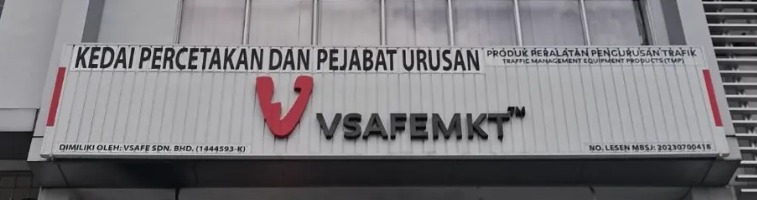 KEDAI PERCETAKAN DAN PEJABAT URUSAN
PRODUK PERALATAN PENGURUSAN TRAFIK
TRAFFIC MANAGEMENT EQUIPMENT PRODUCTS (TMP)
VSAFEMKT™
DIMILIKI OLEH: VSAFE SDN. BHD. (1444593-K)
NO. LESEN MBSJ: 20230700418